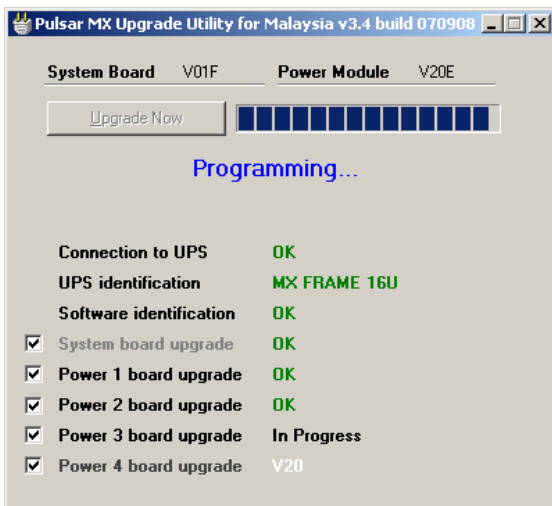 Pulsar MX Upgrade Utility for Malaysia v3.4 build 070908
System Board V01F Power Module V20E
Upgrade Now
Programming...
Connection to UPS OK
UPS identification MX FRAME 16U
Software identification OK
System board upgrade OK
Power 1 board upgrade OK
Power 2 board upgrade OK
Power 3 board upgrade In Progress
Power 4 board upgrade V20